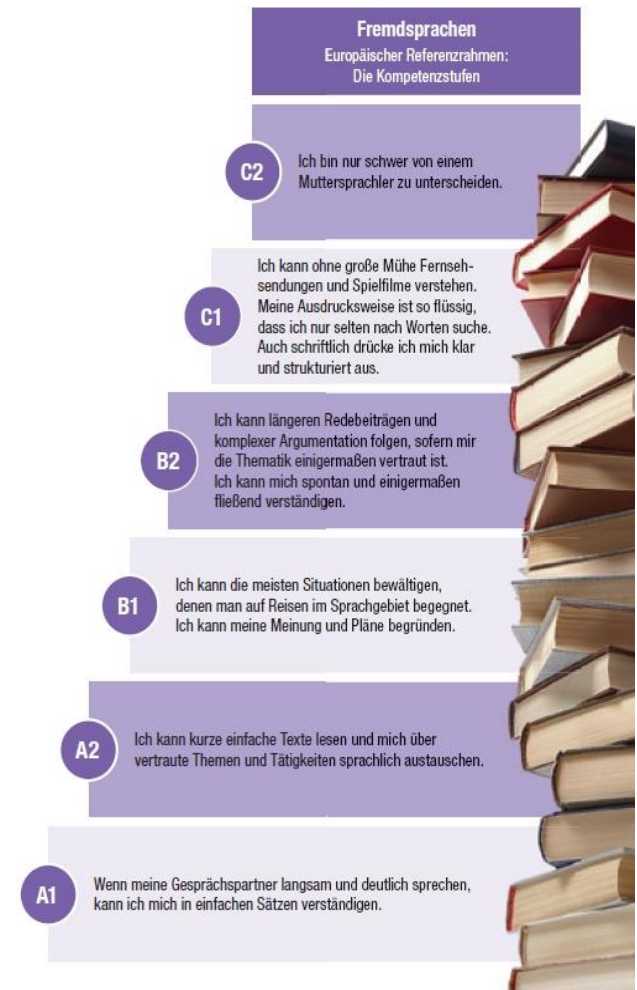 Fremdsprachen
Europäischer Referenzrahmen:
Die Kompetenzstufen
C2
Ich bin nur schwer von einem
Muttersprachler zu unterscheiden.
C1
Ich kann ohne große Mühe Fernseh-
sendungen und Spielfilme verstehen.
Meine Ausdrucksweise ist so flüssig,
dass ich nur selten nach Worten suche.
Auch schriftlich drücke ich mich klar
und strukturiert aus.
B2
Ich kann längeren Redebeiträgen und
komplexer Argumentation folgen, sofern mir
die Thematik einigermaßen vertraut ist.
Ich kann mich spontan und einigermaßen
fließend verständigen.
B1
Ich kann die meisten Situationen bewältigen,
denen man auf Reisen im Sprachgebiet begegnet.
Ich kann meine Meinung und Pläne begründen.
A2
Ich kann kurze einfache Texte lesen und mich über
vertraute Themen und Tätigkeiten sprachlich austauschen.
A1
Wenn meine Gesprächspartner langsam und deutlich sprechen,
kann ich mich in einfachen Sätzen verständigen.